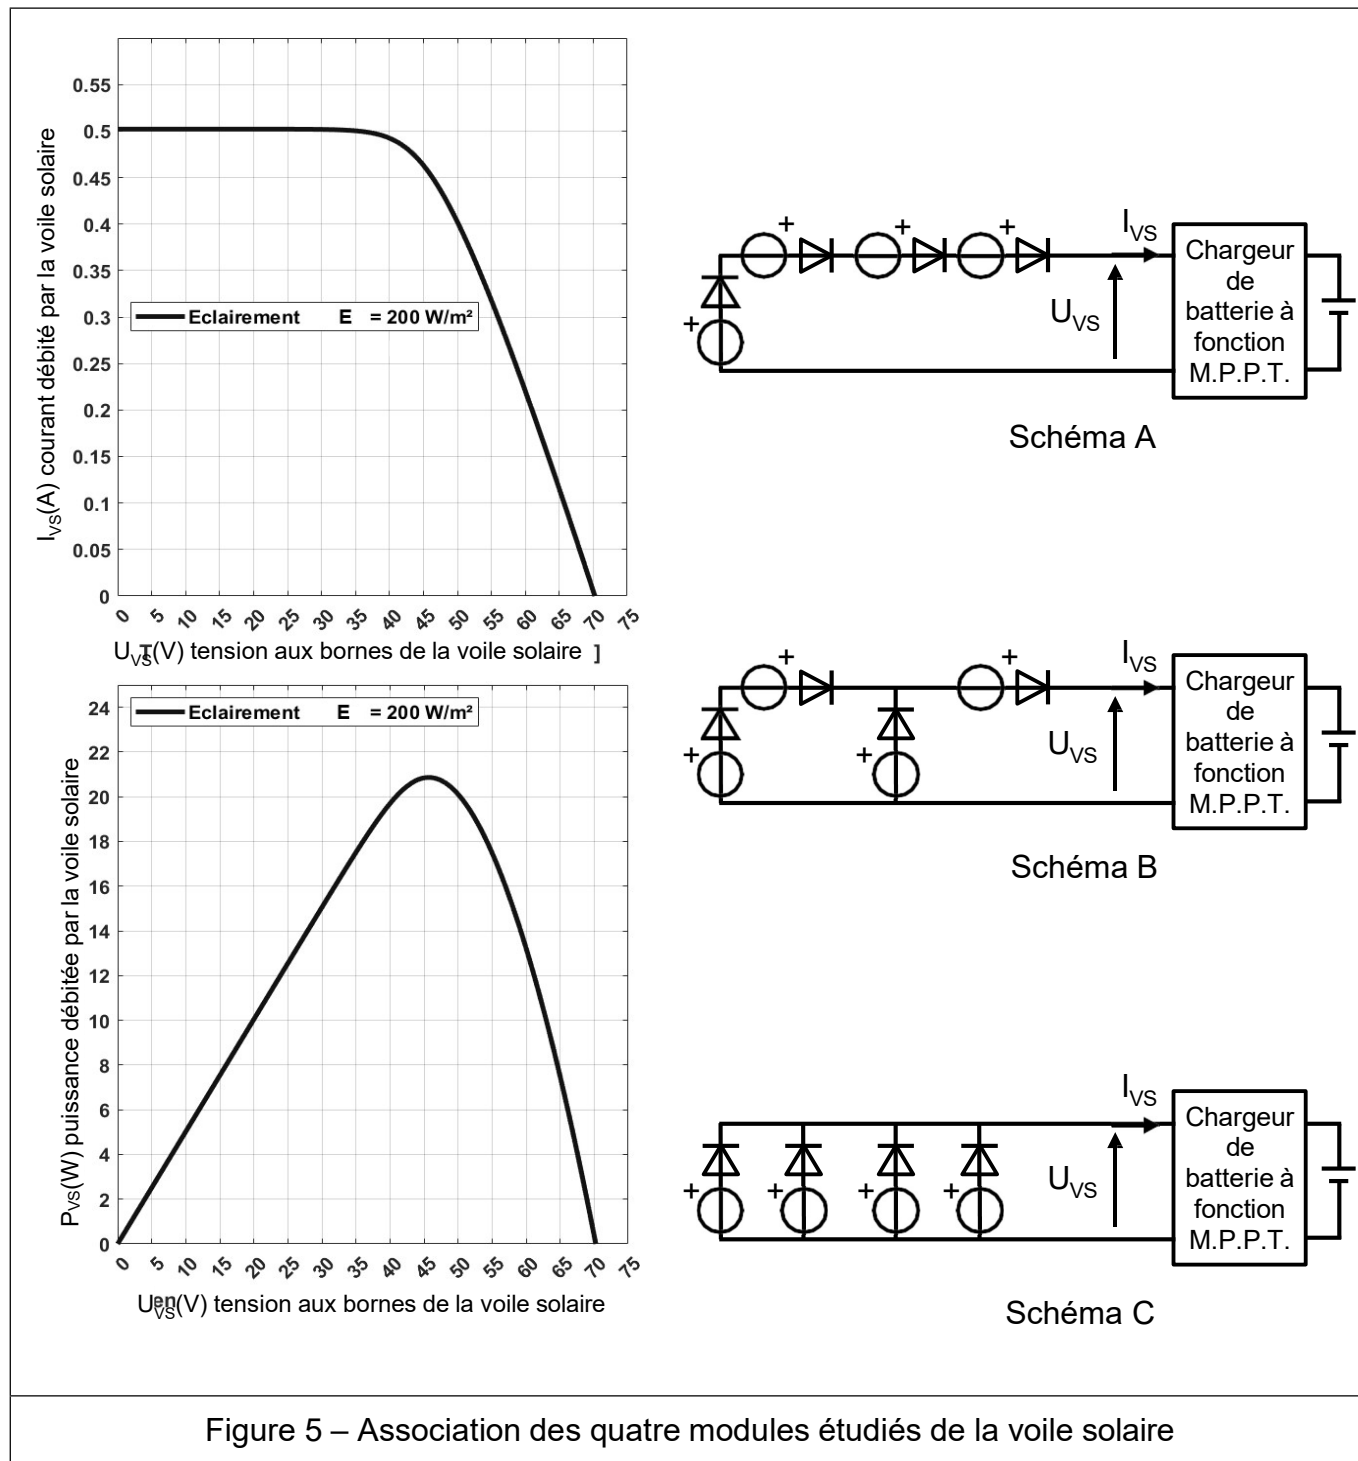 I_VS(A) courant débité par la voile solaire
0.55
0.5
0.45
0.4
0.35
0.3
0.25
0.2
0.15
0.1
0.05
0
Eclairement E = 200 W/m²
0 5 10 15 20 25 30 35 40 45 50 55 60 65 70 75
U_VS(V) tension aux bornes de la voile solaire ]
P_VS(W) puissance débitée par la voile solaire
24
22
20
18
16
14
12
10
8
6
4
2
0
Eclairement E = 200 W/m²
0 5 10 15 20 25 30 35 40 45 50 55 60 65 70 75
U_VS(V) tension aux bornes de la voile solaire
+ + + +
I_VS
U_VS
Chargeur
de
batterie à
fonction
M.P.P.T.
Schéma A
+ + + +
I_VS
U_VS
Chargeur
de
batterie à
fonction
M.P.P.T.
Schéma B
+ + + +
I_VS
U_VS
Chargeur
de
batterie à
fonction
M.P.P.T.
Schéma C
Figure 5 – Association des quatre modules étudiés de la voile solaire